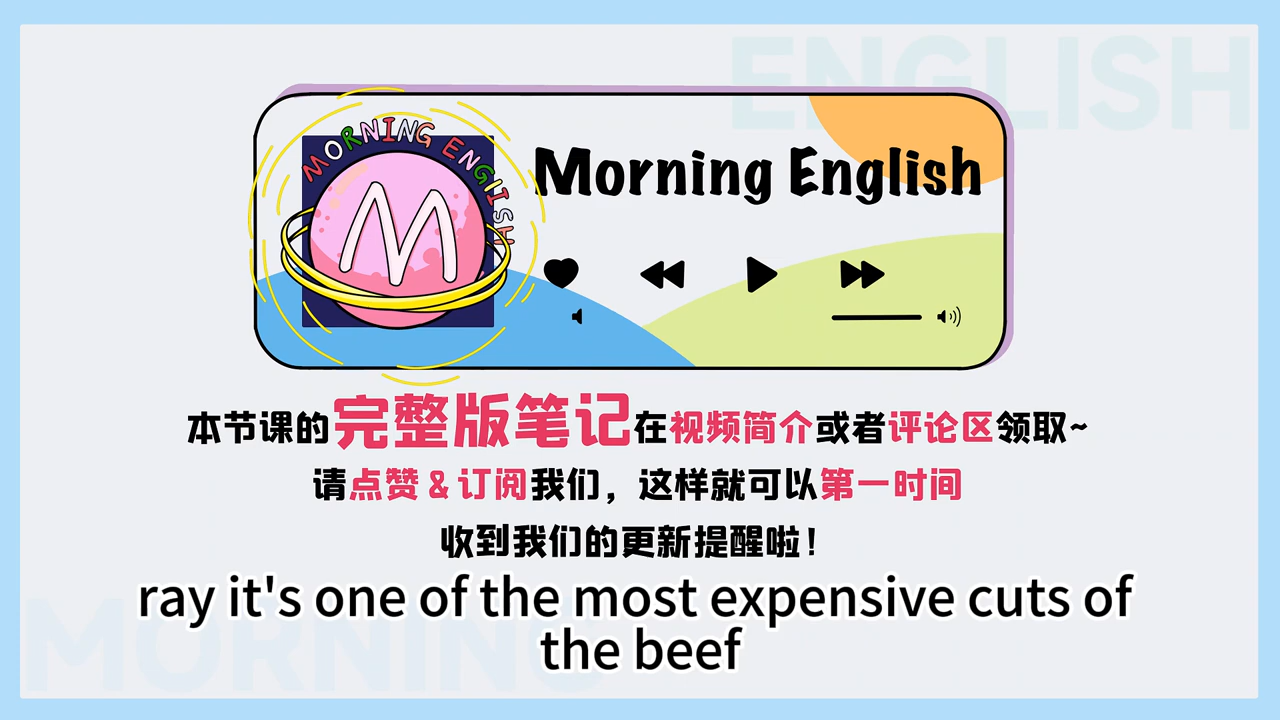 ENGLISH
MORNING ENGLISH
M
Morning English
本节课的完整版笔记在视频简介或者评论区领取~
请点赞&订阅我们，这样就可以第一时间
收到我们的更新提醒啦！
ray it's one of the most expensive cuts of
the beef
MORNING